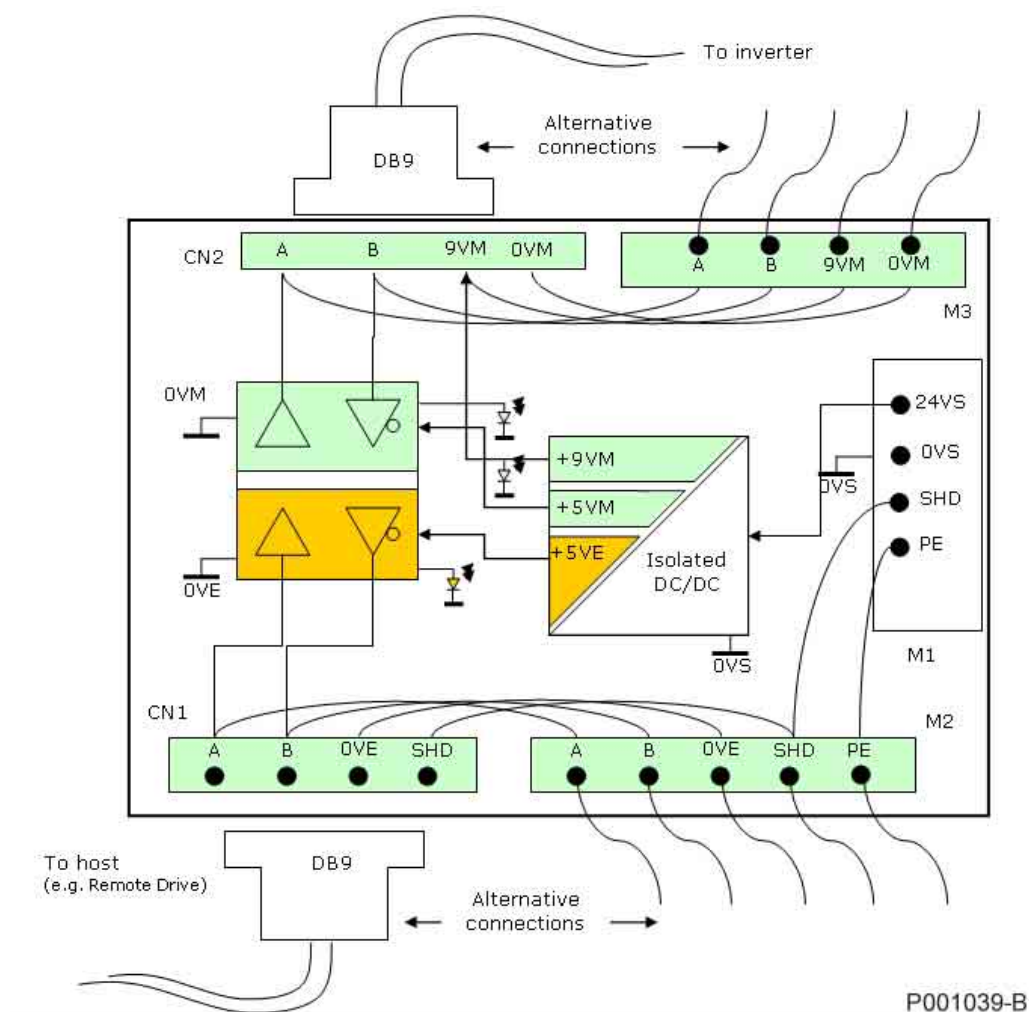 To inverter
Alternative
connections
DB9
CN2
A B 9VM 0VM
A B 9VM 0VM
M3
0VM
24VS
0VS
0VS
SHD
PE
+9VM
+5VM
+5VE
Isolated
DC/DC
0VE
0VS
M1
CN1
M2
A B 0VE SHD
A B 0VE SHD PE
To host
(e.g. Remote Drive)
DB9
Alternative
connections
P001039-B